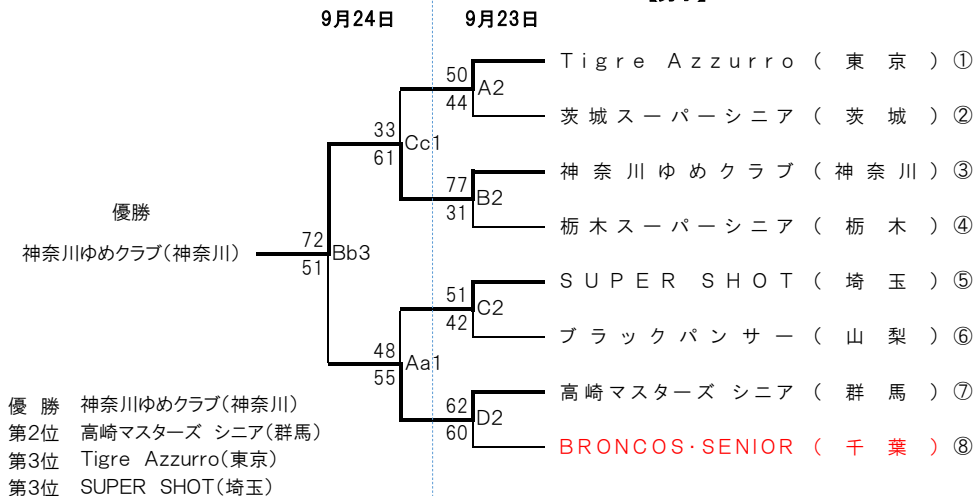 9月24日 9月23日
Tigre Azzurro ( 東 京 ) ①
50 A2
44
茨城スーパーシニア ( 茨 城 ) ②
33 Cc1
61
神奈川ゆめクラブ ( 神奈川 ) ③
77 B2
31
栃木スーパーシニア ( 栃 木 ) ④
優勝
神奈川ゆめクラブ(神奈川)
72 Bb3
51
SUPER SHOT ( 埼 玉 ) ⑤
51 C2
42
ブラックパンサー ( 山 梨 ) ⑥
48 Aa1
55
高崎マスターズ シニア ( 群 馬 ) ⑦
62 D2
60
BRONCOS･SENIOR ( 千 葉 ) ⑧
優 勝 神奈川ゆめクラブ(神奈川)
第2位 高崎マスターズ シニア(群馬)
第3位 Tigre Azzurro(東京)
第3位 SUPER SHOT(埼玉)